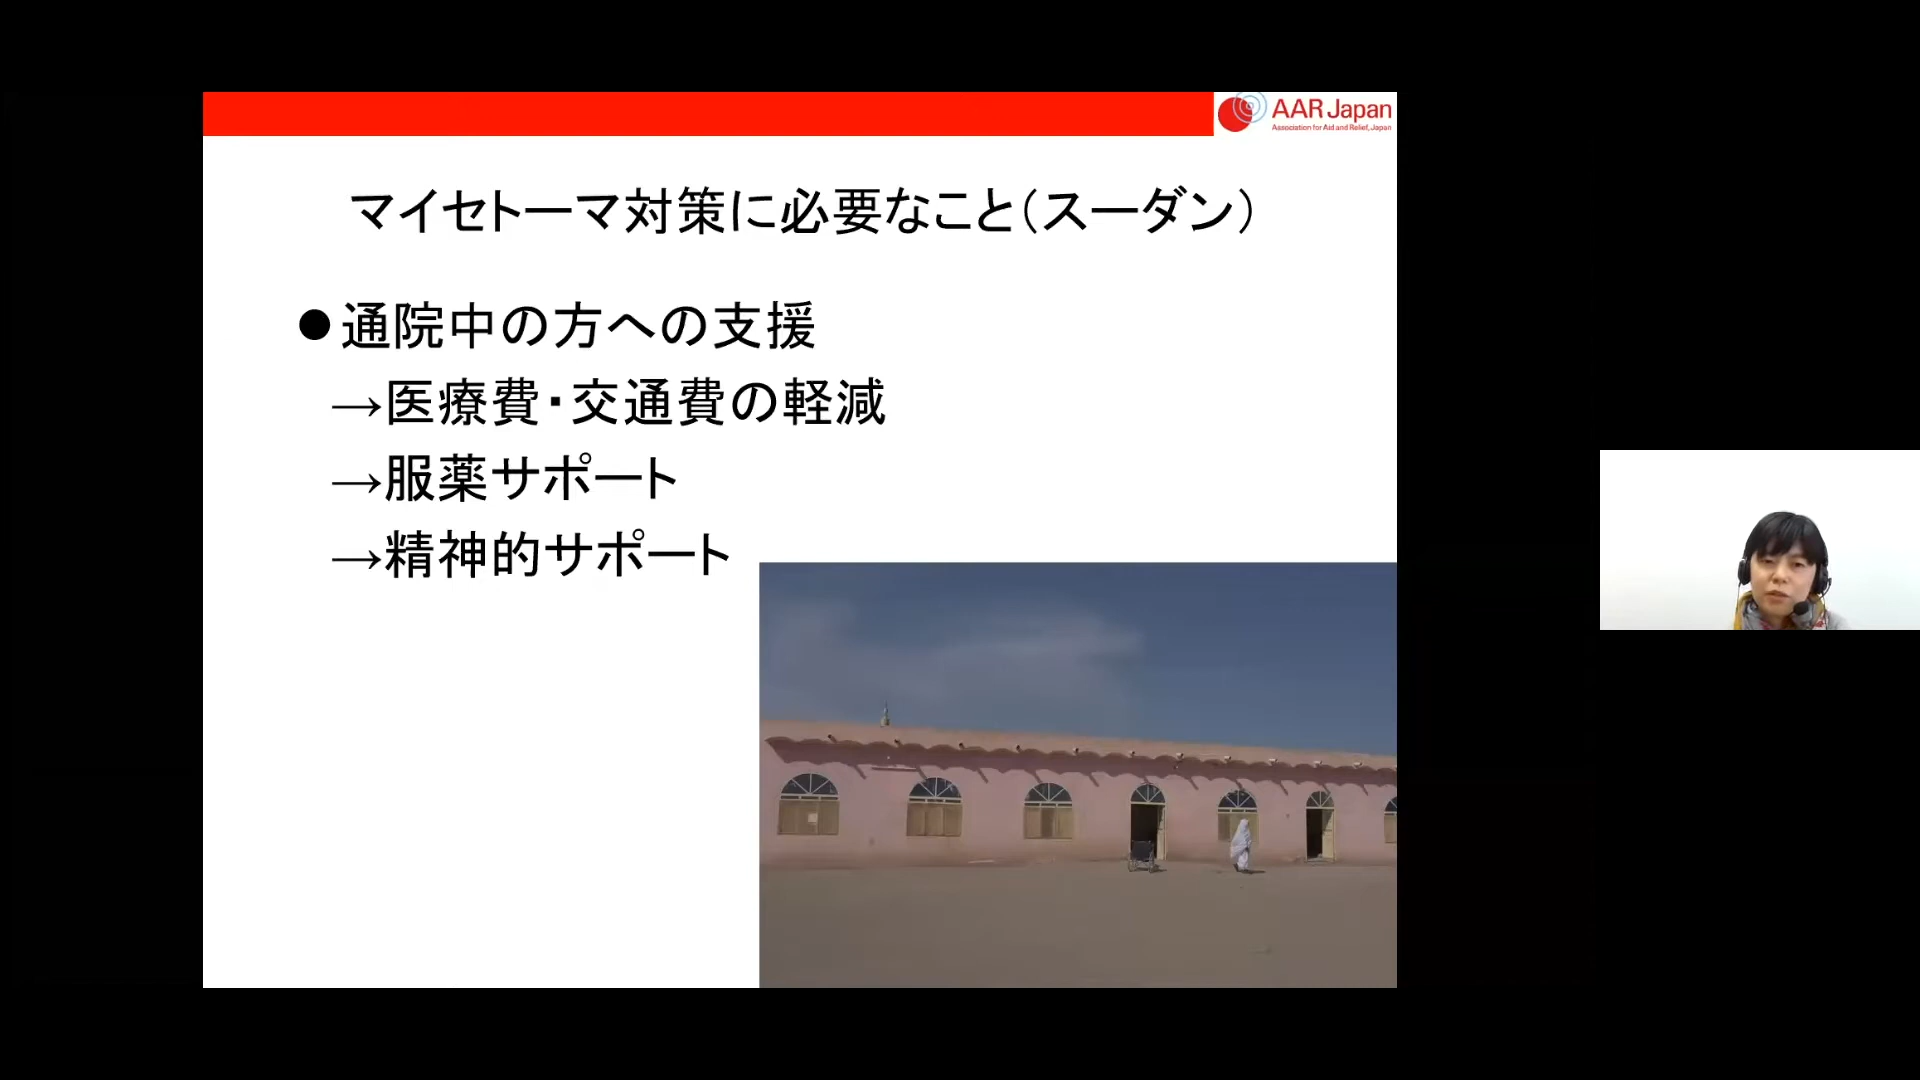 AAR Japan
Association for Aid and Relief, Japan
マイセトーマ対策に必要なこと(スーダン)
●通院中の方への支援
→医療費・交通費の軽減
→服薬サポート
→精神的サポート